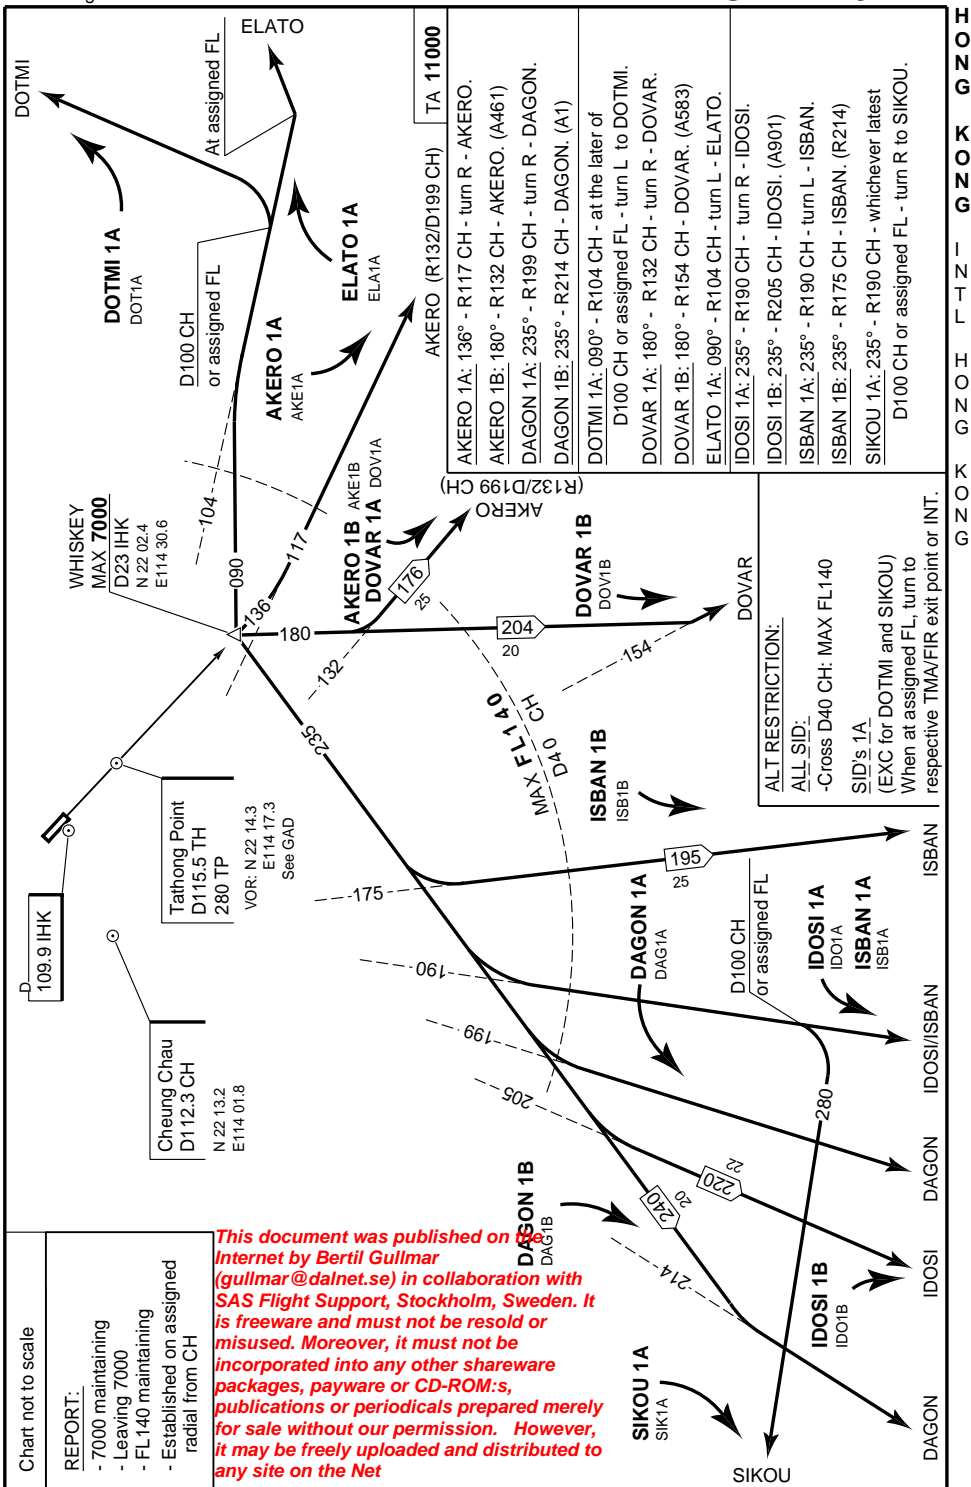 HONG KONG INTL HONG KONG
Chart not to scale
REPORT:
- 7000 maintaining
- Leaving 7000
- FL140 maintaining
- Established on assigned
radial from CH
This document was published on the
Internet by Bertil Gullmar
(gullmar@dalnet.se) in collaboration with
SAS Flight Support, Stockholm, Sweden. It
is freeware and must not be resold or
misused. Moreover, it must not be
incorporated into any other shareware
packages, payware or CD-ROM:s,
publications or periodicals prepared merely
for sale without our permission. However,
it may be freely uploaded and distributed to
any site on the Net
Cheung Chau
D112.3 CH
N 22 13.2
E114 01.8
D
109.9 IHK
Tathong Point
D115.5 TH
280 TP
VOR: N 22 14.3
E114 17.3
See GAD
WHISKEY
MAX 7000
D23 IHK
N 22 02.4
E114 30.6
DOTMI
ELATO
At assigned FL
DOTMI 1A
DOT1A
D100 CH
or assigned FL
ELATO 1A
ELA1A
AKERO 1A
AKE1A
AKERO (R132/D199 CH)
TA 11000
104
090
117
136
180
132
235
AKERO 1B AKE1B
DOVAR 1A DOV1A
176
25
AKERO
(R132/D199 CH)
204
20
DOVAR 1B
DOV1B
154
DOVAR
MAX FL140
D40 CH
ISBAN 1B
ISB1B
175
195
25
ISBAN
190
DAGON 1A
DAG1A
D100 CH
or assigned FL
IDOSI 1A
IDO1A
ISBAN 1A
ISB1A
IDOSI/ISBAN
199
280
DAGON
205
220
22
IDOSI
DAGON 1B
DAG1B
240
20
214
IDOSI 1B
IDO1B
SIKOU 1A
SIK1A
DAGON
SIKOU
AKERO 1A: 136° - R117 CH - turn R - AKERO.
AKERO 1B: 180° - R132 CH - AKERO. (A461)
DAGON 1A: 235° - R199 CH - turn R - DAGON.
DAGON 1B: 235° - R214 CH - DAGON. (A1)
DOTMI 1A: 090° - R104 CH - at the later of
D100 CH or assigned FL - turn L to DOTMI.
DOVAR 1A: 180° - R132 CH - turn R - DOVAR.
DOVAR 1B: 180° - R154 CH - DOVAR. (A583)
ELATO 1A: 090° - R104 CH - turn L - ELATO.
IDOSI 1A: 235° - R190 CH - turn R - IDOSI.
IDOSI 1B: 235° - R205 CH - IDOSI. (A901)
ISBAN 1A: 235° - R190 CH - turn L - ISBAN.
ISBAN 1B: 235° - R175 CH - ISBAN. (R214)
SIKOU 1A: 235° - R190 CH - whichever latest
D100 CH or assigned FL - turn R to SIKOU.
ALT RESTRICTION:
ALL SID:
-Cross D40 CH: MAX FL140
SID's 1A
(EXC for DOTMI and SIKOU)
When at assigned FL, turn to
respective TMA/FIR exit point or INT.